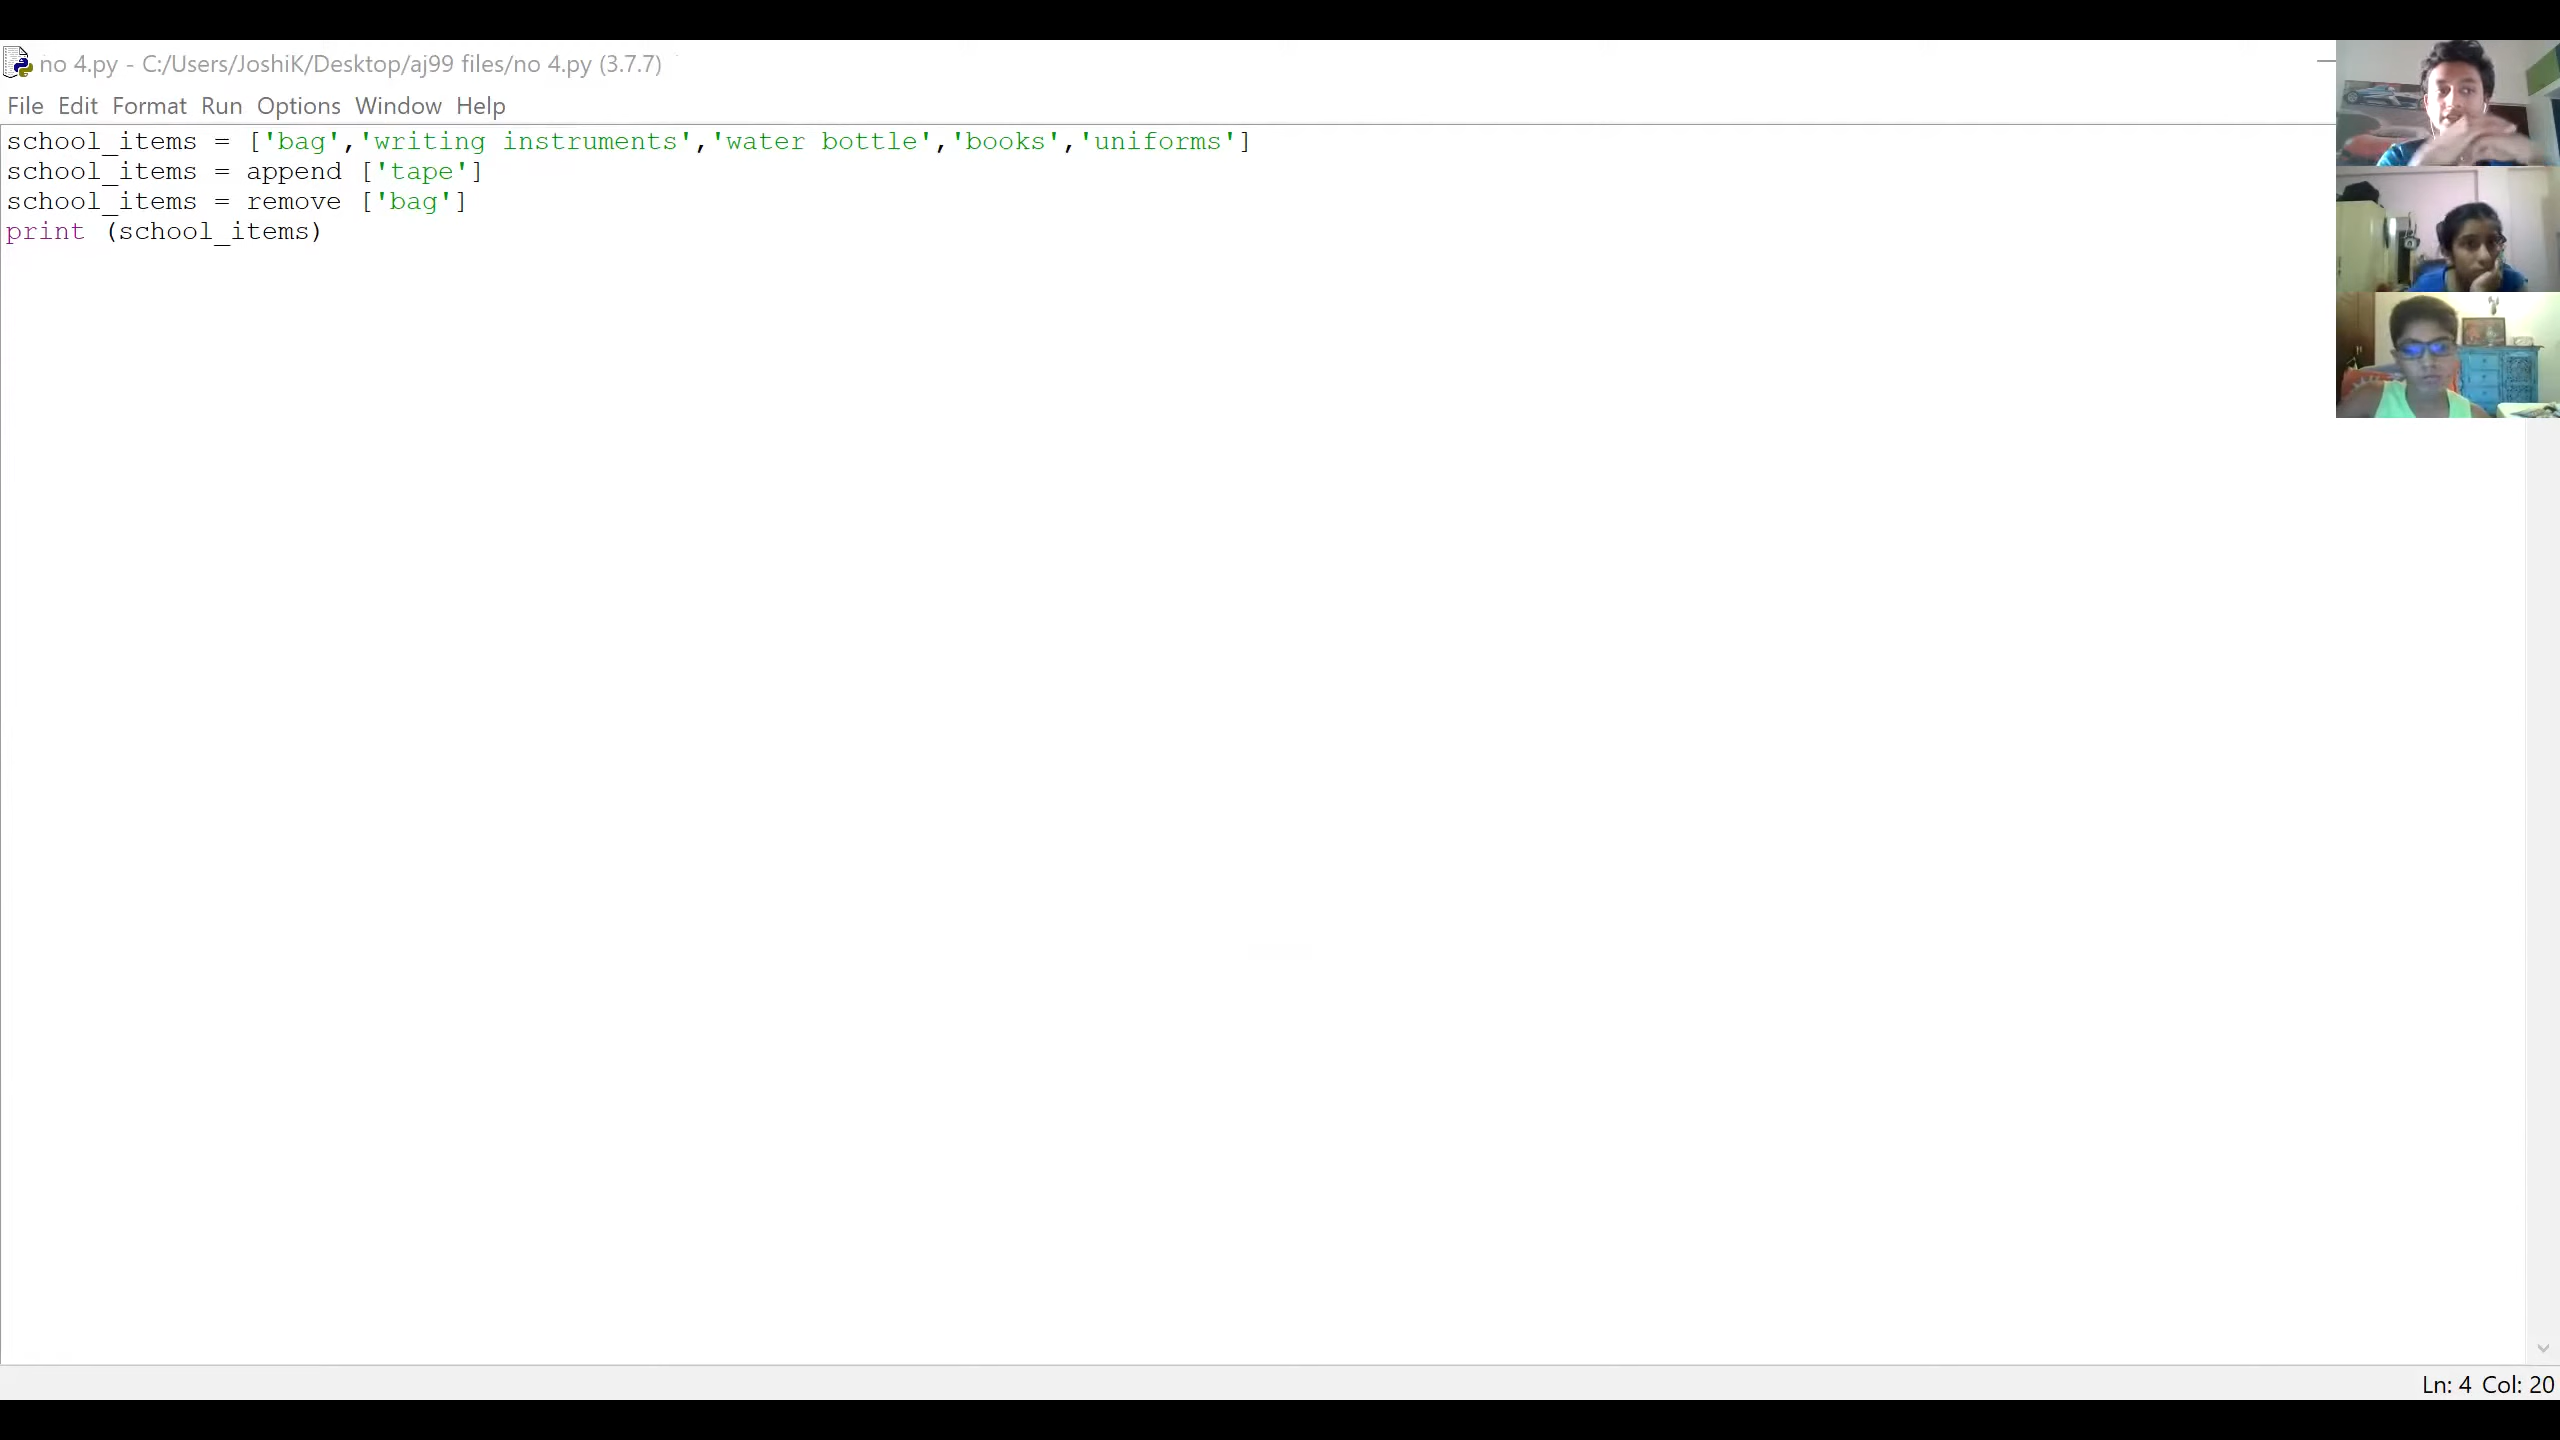 no 4.py - C:/Users/JoshiK/Desktop/aj99 files/no 4.py (3.7.7)
File Edit Format Run Options Window Help
school_items = ['bag','writing instruments','water bottle','books','uniforms']
school_items = append ['tape']
school_items = remove ['bag']
print (school_items)
Ln: 4 Col: 20